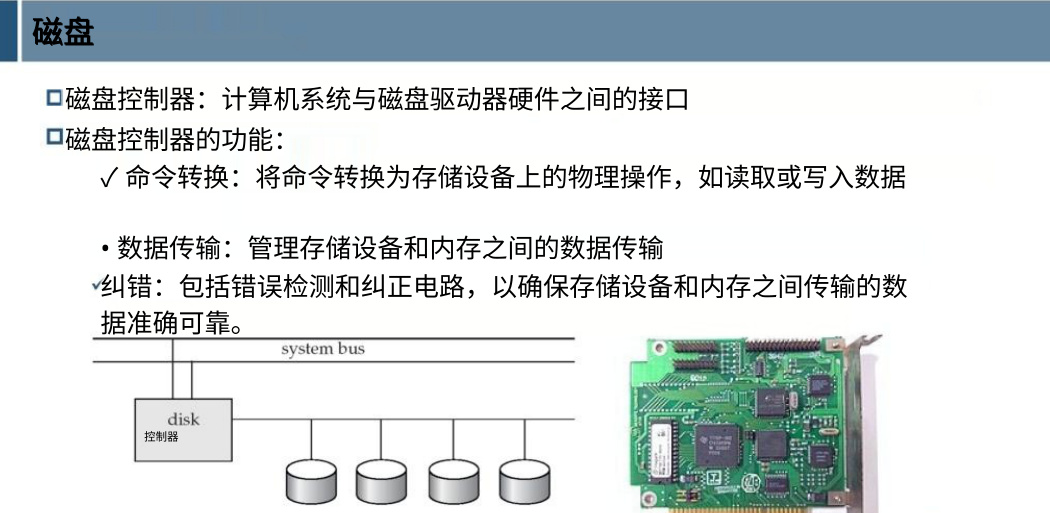 磁盘
磁盘控制器：计算机系统与磁盘驱动器硬件之间的接口
磁盘控制器的功能：
✓ 命令转换：将命令转换为存储设备上的物理操作，如读取或写入数据
• 数据传输：管理存储设备和内存之间的数据传输
✓纠错：包括错误检测和纠正电路，以确保存储设备和内存之间传输的数
据准确可靠。
system bus
disk
控制器